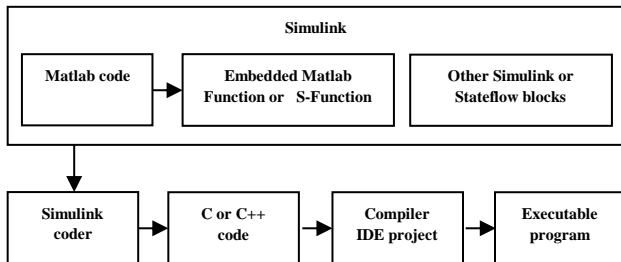 Simulink
Matlab code
Embedded Matlab
Function or S-Function
Other Simulink or
Stateflow blocks
Simulink
coder
C or C++
code
Compiler
IDE project
Executable
program